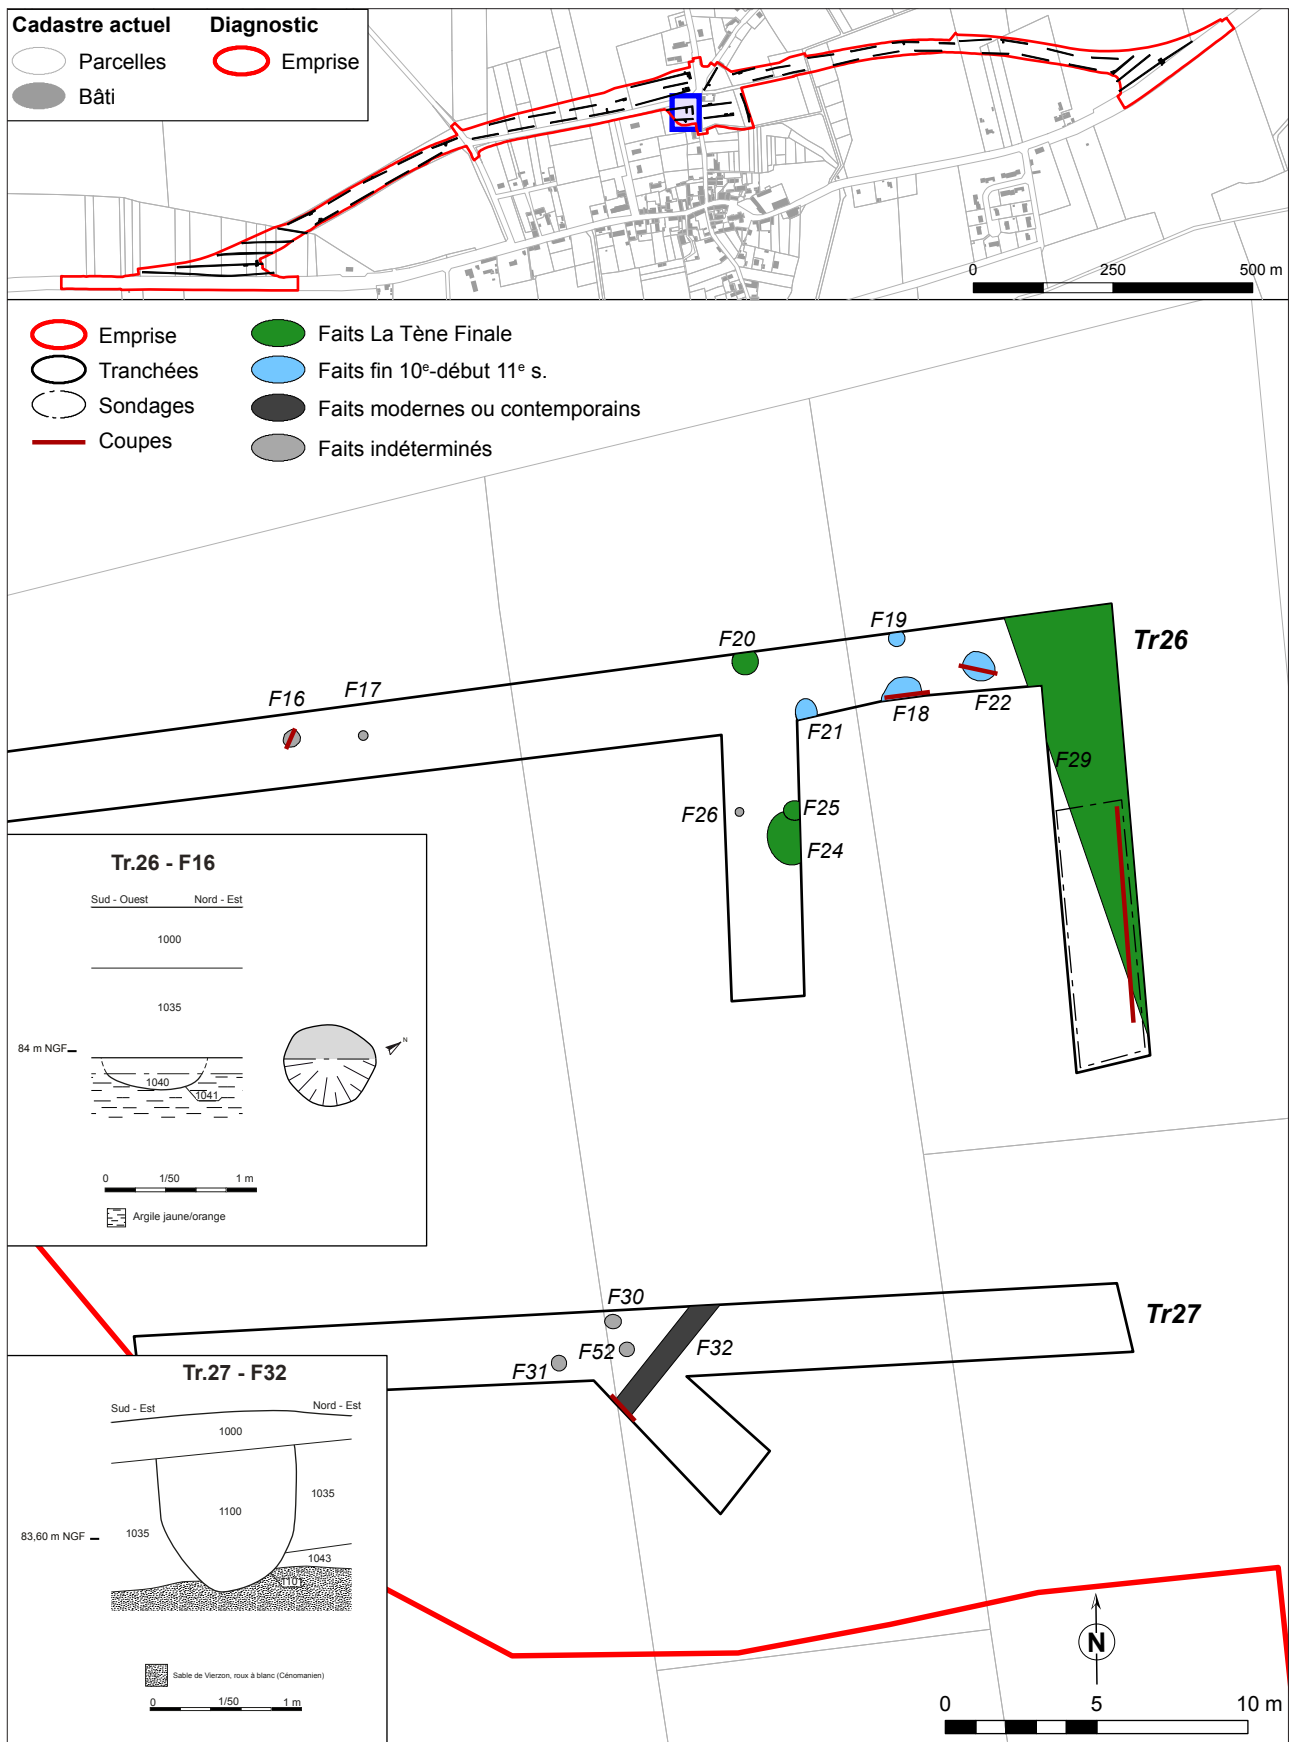 Cadastre actuel
Diagnostic
Parcelles
Emprise
Bâti
0 250 500 m
Emprise
Tranchées
Sondages
Coupes
Faits La Tène Finale
Faits fin 10e-début 11e s.
Faits modernes ou contemporains
Faits indéterminés
F19
F20
Tr26
F16
F17
F21
F18
F22
F29
F26
F25
F24
Tr.26 - F16
Sud - Ouest Nord - Est
1000
1035
84 m NGF
N
1040
1041
0 1/50 1 m
Argile jaune/orange
F30
Tr27
F52
F32
F31
Tr.27 - F32
Sud - Est Nord - Est
1000
1035
1100
83,60 m NGF
1035
1043
1101
Sable de Vierzon, roux à blanc (Cénomanien)
0 1/50 1 m
N
0 5 10 m